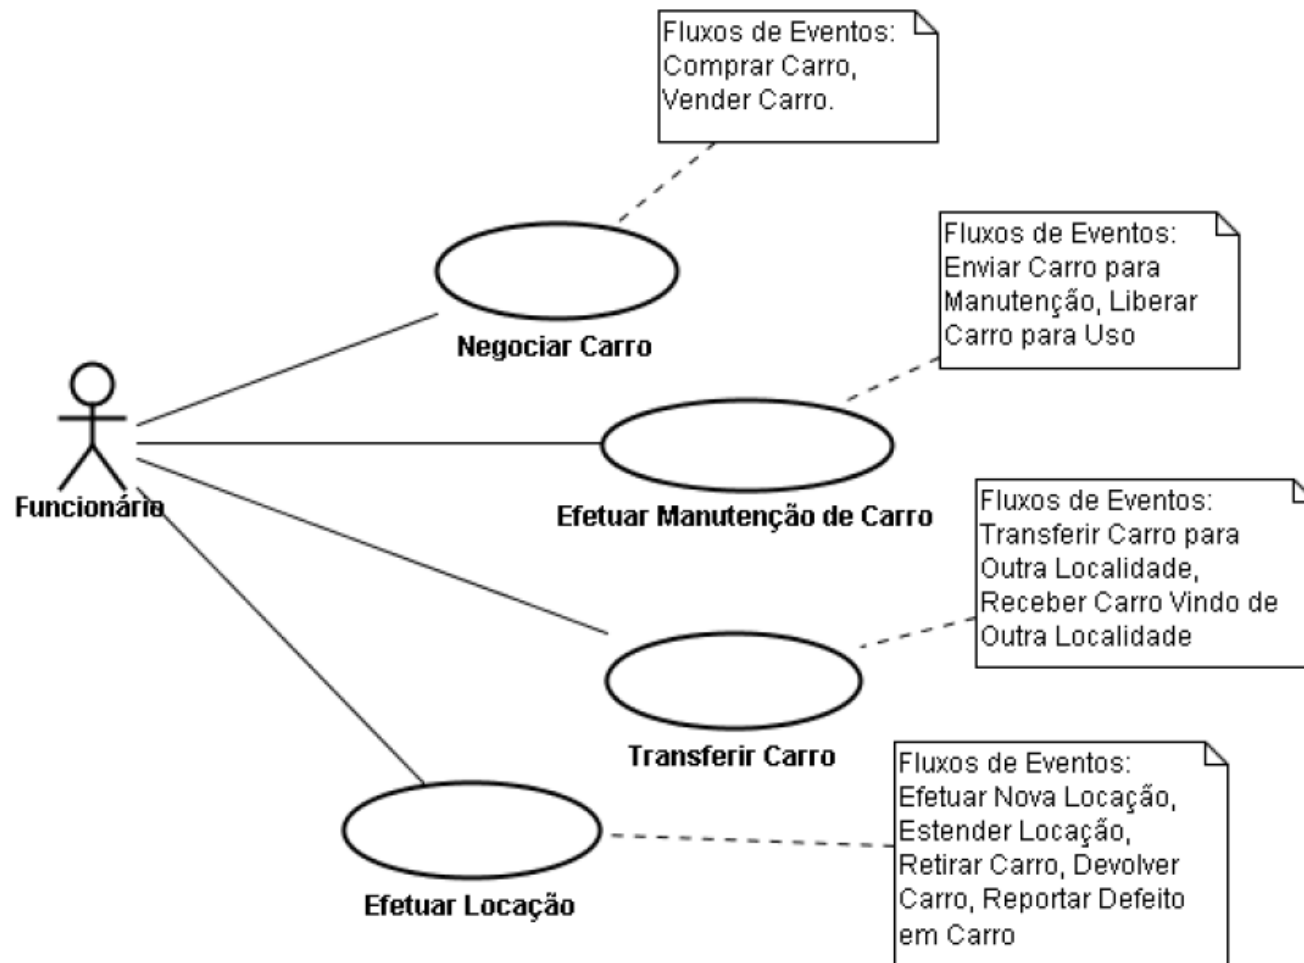 Fluxos de Eventos:
Comprar Carro,
Vender Carro.
Negociar Carro
Fluxos de Eventos:
Enviar Carro para
Manutenção, Liberar
Carro para Uso
Funcionário
Efetuar Manutenção de Carro
Fluxos de Eventos:
Transferir Carro para
Outra Localidade,
Receber Carro Vindo de
Outra Localidade
Transferir Carro
Fluxos de Eventos:
Efetuar Nova Locação,
Estender Locação,
Retirar Carro, Devolver
Carro, Reportar Defeito
em Carro
Efetuar Locação